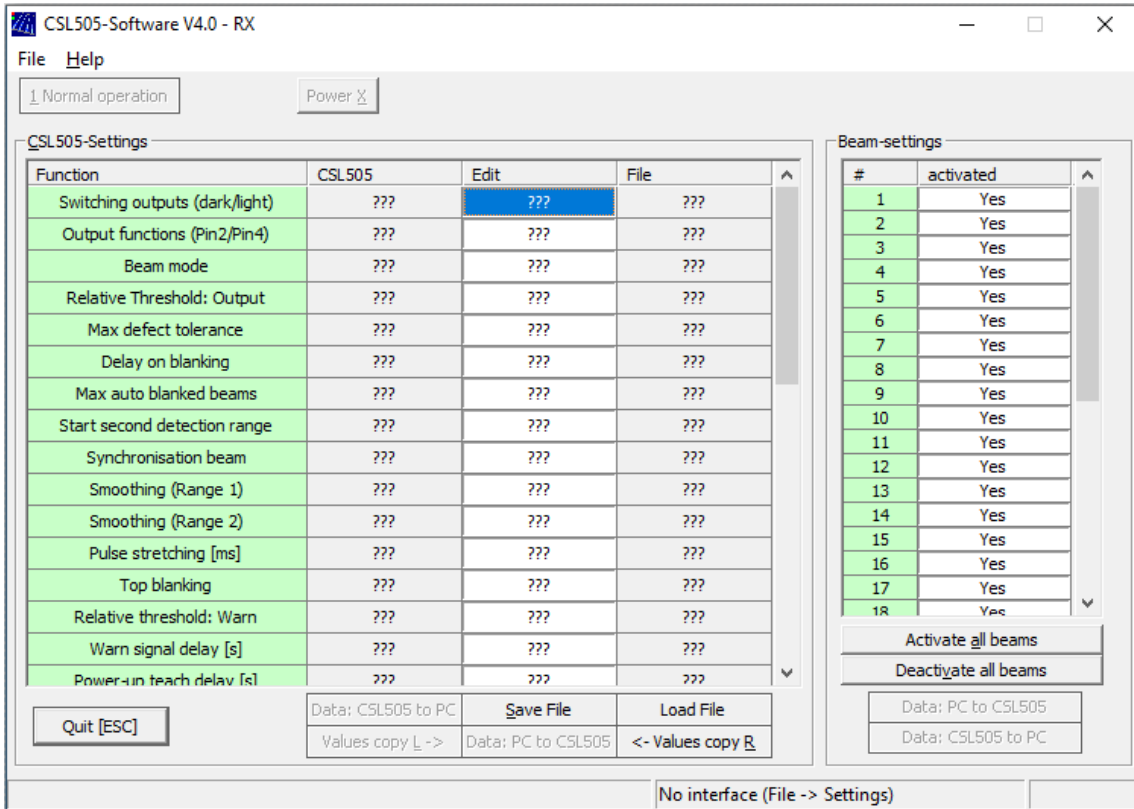 CSL505-Software V4.0 - RX
File Help
1 Normal operation Power X
CSL505-Settings
Function CSL505 Edit File
Switching outputs (dark/light) ??? ??? ???
Output functions (Pin2/Pin4) ??? ??? ???
Beam mode ??? ??? ???
Relative Threshold: Output ??? ??? ???
Max defect tolerance ??? ??? ???
Delay on blanking ??? ??? ???
Max auto blanked beams ??? ??? ???
Start second detection range ??? ??? ???
Synchronisation beam ??? ??? ???
Smoothing (Range 1) ??? ??? ???
Smoothing (Range 2) ??? ??? ???
Pulse stretching [ms] ??? ??? ???
Top blanking ??? ??? ???
Relative threshold: Warn ??? ??? ???
Warn signal delay [s] ??? ??? ???
Power-up teach delay [s] ??? ??? ???
Quit [ESC]
Data: CSL505 to PC Save File Load File
Values copy L -> Data: PC to CSL505 <- Values copy R
Beam-settings
# activated
1 Yes
2 Yes
3 Yes
4 Yes
5 Yes
6 Yes
7 Yes
8 Yes
9 Yes
10 Yes
11 Yes
12 Yes
13 Yes
14 Yes
15 Yes
16 Yes
17 Yes
18 Yes
Activate all beams
Deactivate all beams
Data: PC to CSL505
Data: CSL505 to PC
No interface (File -> Settings)